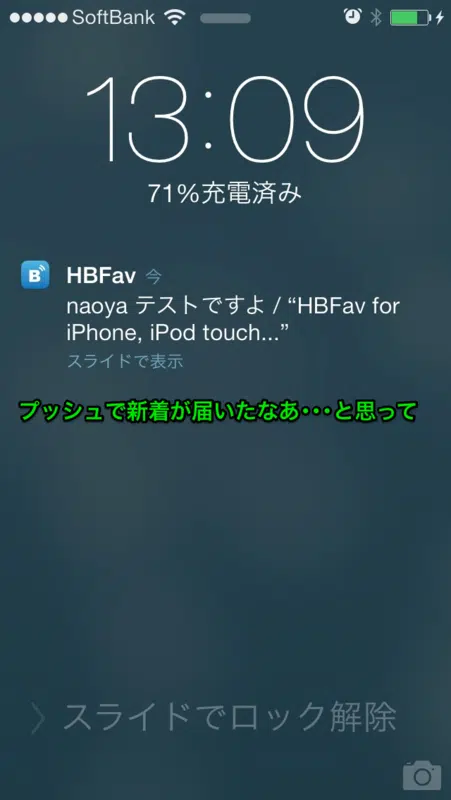 SoftBank
13:09
71%充電済み
HBFav 今
naoya テストですよ / “HBFav for
iPhone, iPod touch...”
スライドで表示
プッシュで新着が届いたなあ･･･と思って
スライドでロック解除